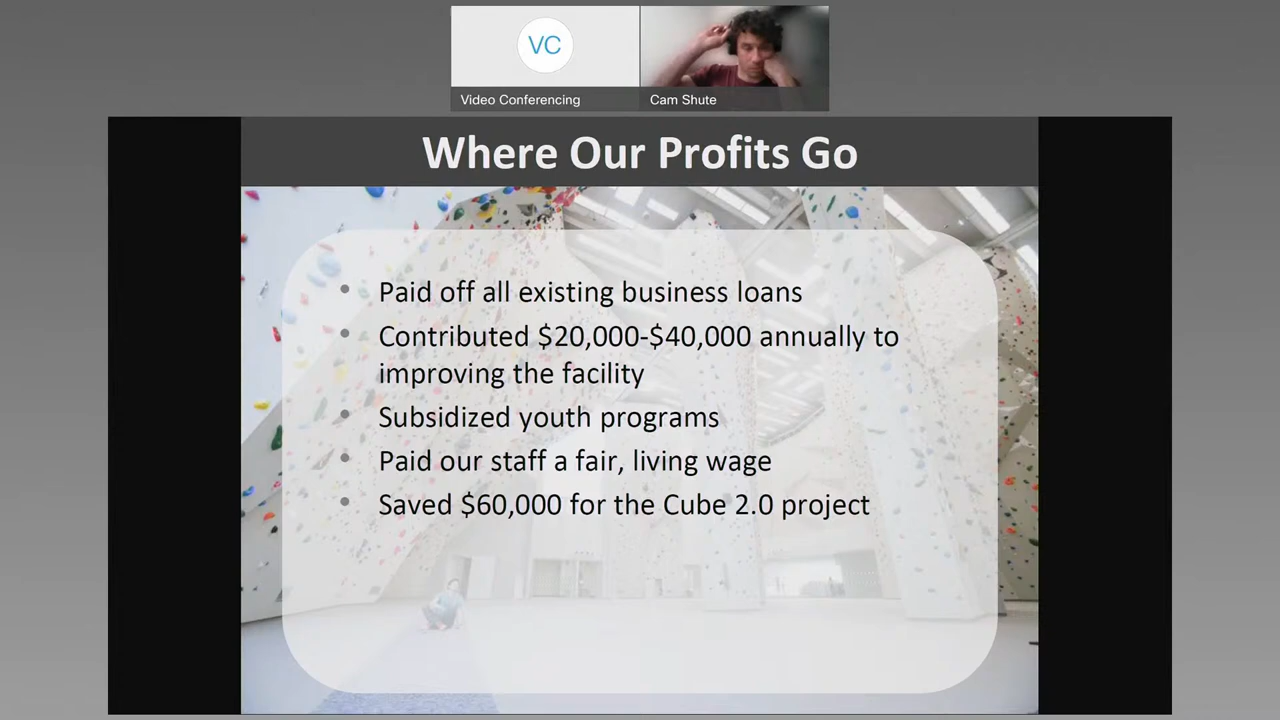 VC
Video Conferencing
Cam Shute
Where Our Profits Go
• Paid off all existing business loans
• Contributed $20,000-$40,000 annually to
improving the facility
• Subsidized youth programs
• Paid our staff a fair, living wage
• Saved $60,000 for the Cube 2.0 project